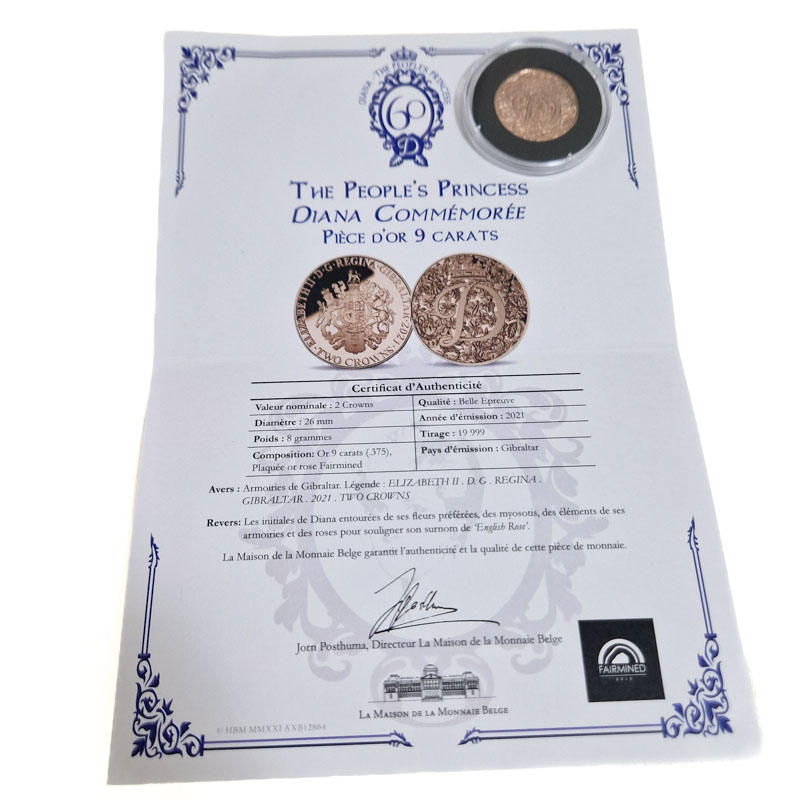 DIANA · THE PEOPLE'S PRINCESS
60
D
THE PEOPLE'S PRINCESS
DIANA COMMÉMORÉE
PIÈCE D'OR 9 CARATS
ELIZABETH II · D · G · REGINA · GIBRALTAR 2021 ·
· TWO CROWNS ·
D
Certificat d'Authenticité
Valeur nominale : 2 Crowns
Qualité : Belle Epreuve
Diamètre : 26 mm
Année d'émission : 2021
Poids : 8 grammes
Tirage : 19 999
Composition: Or 9 carats (.375),
Plaquée or rose Fairmined
Pays d'émission : Gibraltar
Avers : Armoiries de Gibraltar. Légende : ELIZABETH II . D. G . REGINA .
GIBRALTAR . 2021 . TWO CROWNS
Revers: Les initiales de Diana entourées de ses fleurs préférées, des myosotis, des éléments de ses
armoiries et des roses pour souligner son surnom de 'English Rose'.
La Maison de la Monnaie Belge garantit l'authenticité et la qualité de cette pièce de monnaie.
Jorn Posthuma, Directeur La Maison de la Monnaie Belge
FAIRMINED
LA MAISON DE LA MONNAIE BELGE
© HBM MMXXI AXB12864